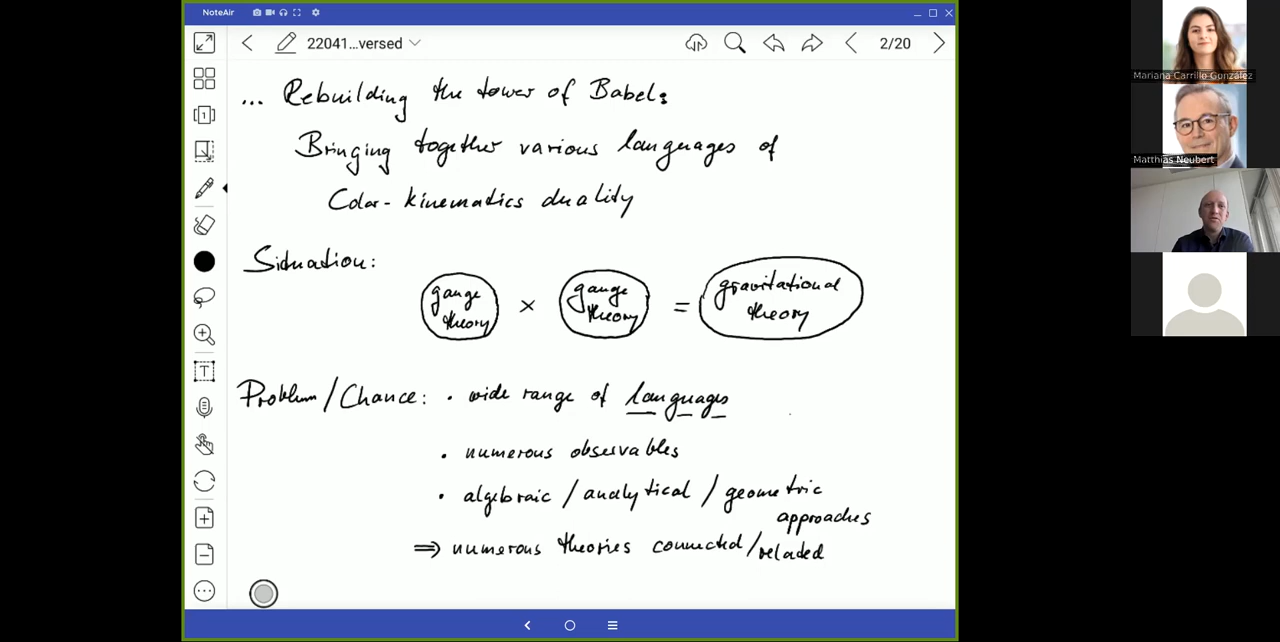 NoteAir
22041...versed
2/20
... Rebuilding the tower of Babel:
Bringing together various languages of
Color-kinematics duality
Situation:
gauge theory × gauge theory = gravitational theory
Problem/Chance: · wide range of languages
· numerous observables
· algebraic / analytical / geometric
approaches
⇒ numerous theories connected/related
Mariana Carrillo González
Matthias Neubert